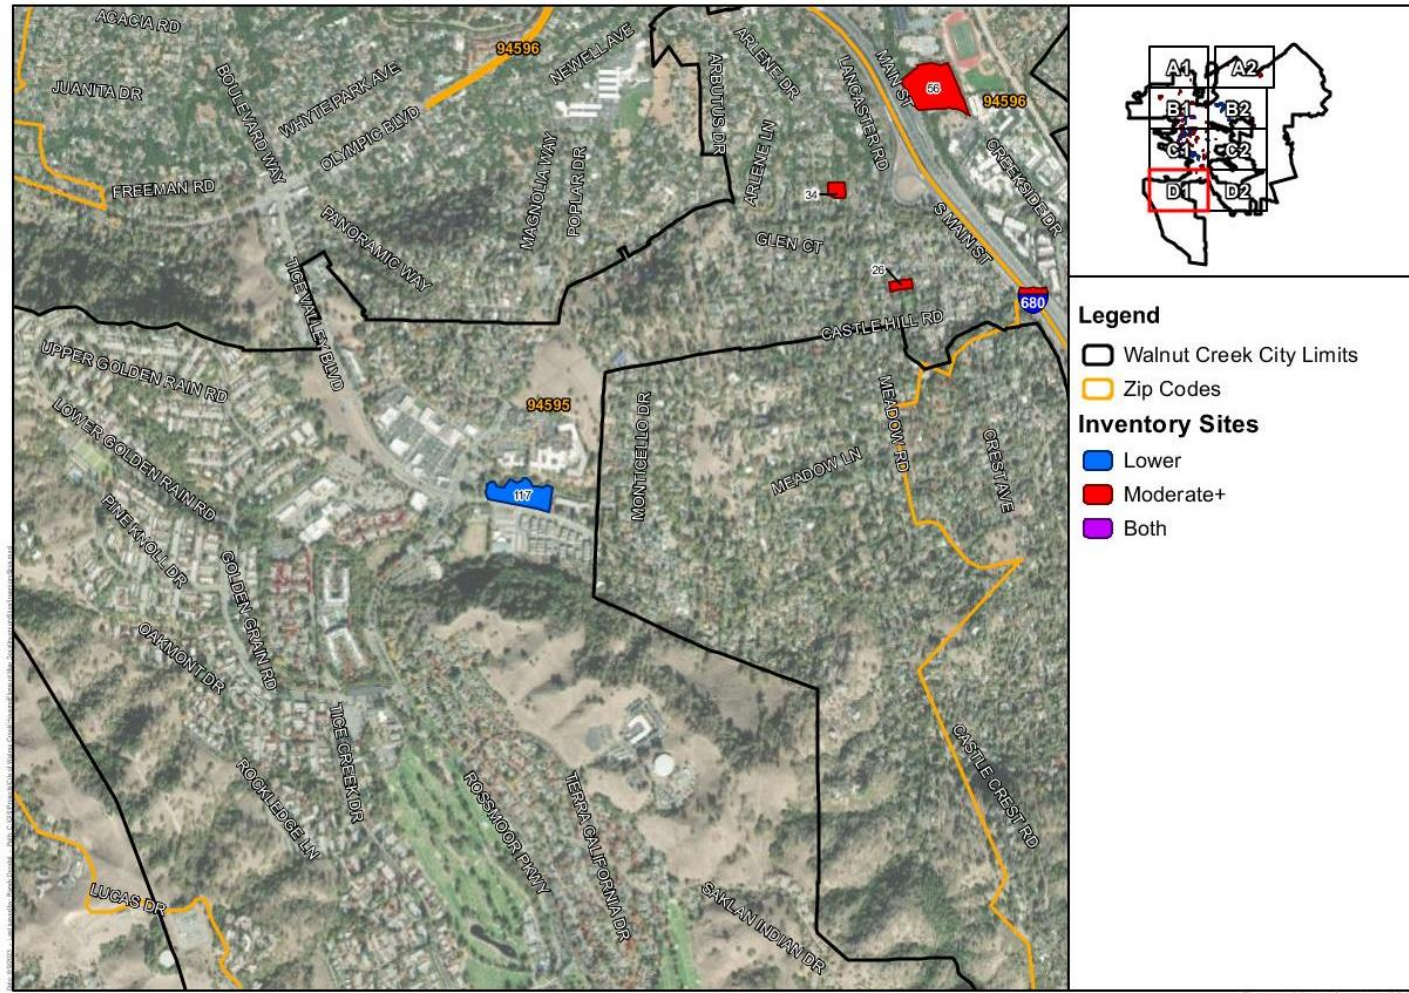 ACACIA RD
94596
NEWELL AVE
ARLENE DR
MAIN ST
JUANITA DR
BOULEVARD WAY
WHYTE PARK AVE
ARBUTUS DR
LANCASTER RD
56
94596
OLYMPIC BLVD
FREEMAN RD
MAGNOLIA WAY
POPLAR DR
ARLENE LN
34
CREEKSIDE DR
PANORAMIC WAY
GLEN CT
S MAIN ST
TICE VALLEY BLVD
26
680
CASTLE HILL RD
UPPER GOLDEN RAIN RD
94595
MONTICELLO DR
MEADOW RD
LOWER GOLDEN RAIN RD
MEADOW LN
CREST AVE
117
PINE KNOLL DR
GOLDEN GRAIN RD
OAKMONT DR
TICE CREEK DR
CASTLE CREST RD
ROCKLEDGE LN
ROSSMOOR PKWY
TERRA CALIFORNIA DR
LUCAS DR
SAKLAN INDIAN DR
A1
A2
B1
B2
C1
C2
D1
D2
Legend
Walnut Creek City Limits
Zip Codes
Inventory Sites
Lower
Moderate+
Both